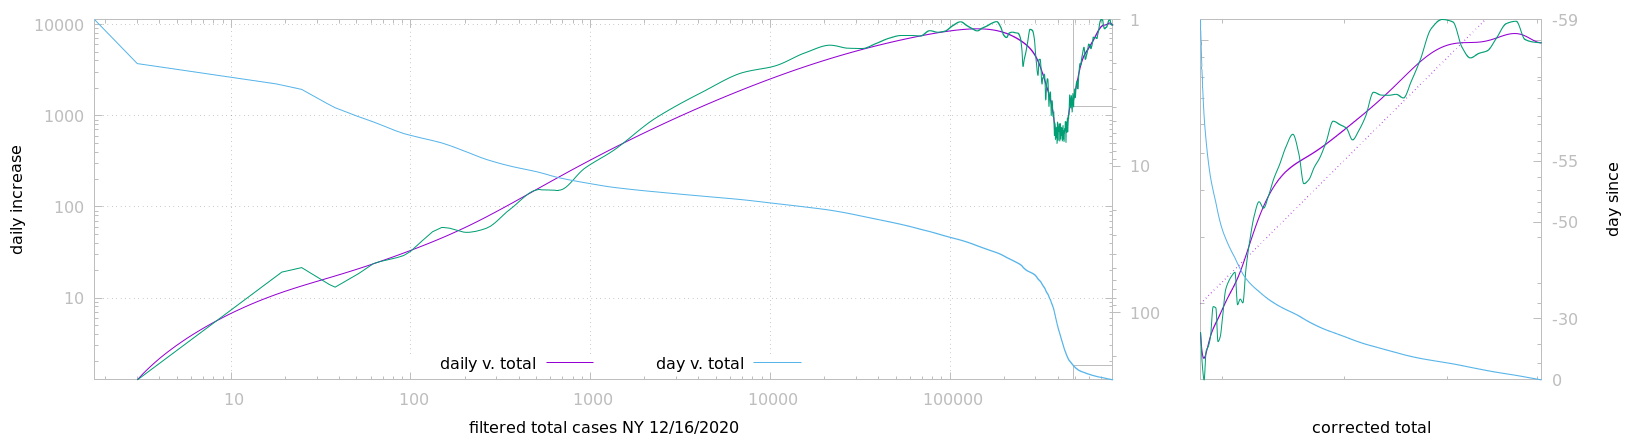 10000
1000
100
10
daily increase
10
100
1000
10000
100000
filtered total cases NY 12/16/2020
daily v. total
day v. total
1
10
100
-59
-55
-50
-30
0
day since
corrected total